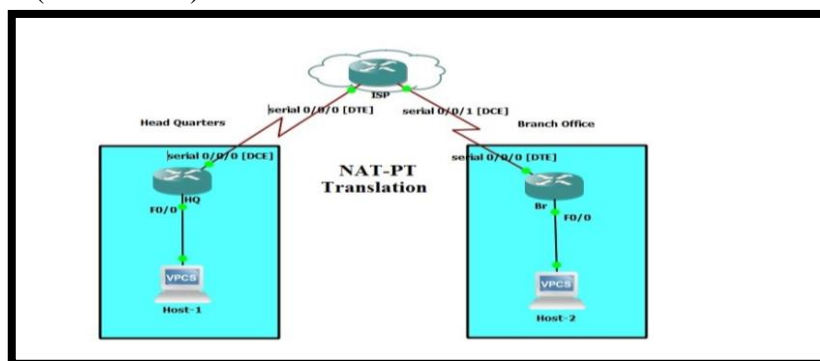 ISP
serial 0/0/0 [DTE]
serial 0/0/1 [DCE]
Head Quarters
Branch Office
serial 0/0/0 [DCE]
NAT-PT
Translation
serial 0/0/0 [DTE]
HQ
F0/0
Br
F0/0
VPCS
Host-1
VPCS
Host-2